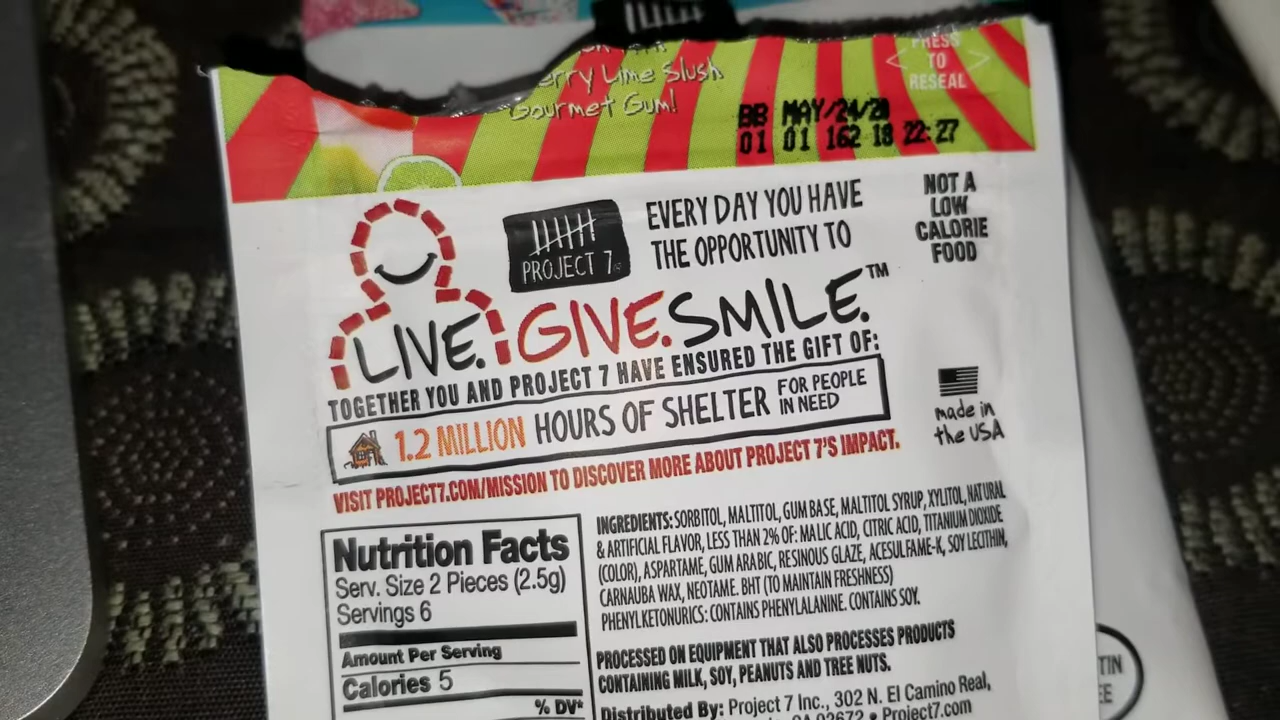 erry Lime Slush
Gourmet Gum!
PRESS
TO
RESEAL
BB MAY/24/20
01 01 162 18 22:27
PROJECT 7
EVERY DAY YOU HAVE
THE OPPORTUNITY TO
NOT A
LOW
CALORIE
FOOD
LIVE. GIVE. SMILE.™
TOGETHER YOU AND PROJECT 7 HAVE ENSURED THE GIFT OF:
1.2 MILLION HOURS OF SHELTER FOR PEOPLE
IN NEED
made in
the USA
VISIT PROJECT7.COM/MISSION TO DISCOVER MORE ABOUT PROJECT 7'S IMPACT.
Nutrition Facts
Serv. Size 2 Pieces (2.5g)
Servings 6
Amount Per Serving
Calories 5
% DV*
INGREDIENTS: SORBITOL, MALTITOL, GUM BASE, MALTITOL SYRUP, XYLITOL, NATURAL
& ARTIFICIAL FLAVOR, LESS THAN 2% OF: MALIC ACID, CITRIC ACID, TITANIUM DIOXIDE
(COLOR), ASPARTAME, GUM ARABIC, RESINOUS GLAZE, ACESULFAME-K, SOY LECITHIN,
CARNAUBA WAX, NEOTAME. BHT (TO MAINTAIN FRESHNESS)
PHENYLKETONURICS: CONTAINS PHENYLALANINE. CONTAINS SOY.
PROCESSED ON EQUIPMENT THAT ALSO PROCESSES PRODUCTS
CONTAINING MILK, SOY, PEANUTS AND TREE NUTS.
Distributed By: Project 7 Inc., 302 N. El Camino Real,
CA 92672 • Project7.com
TIN
EE